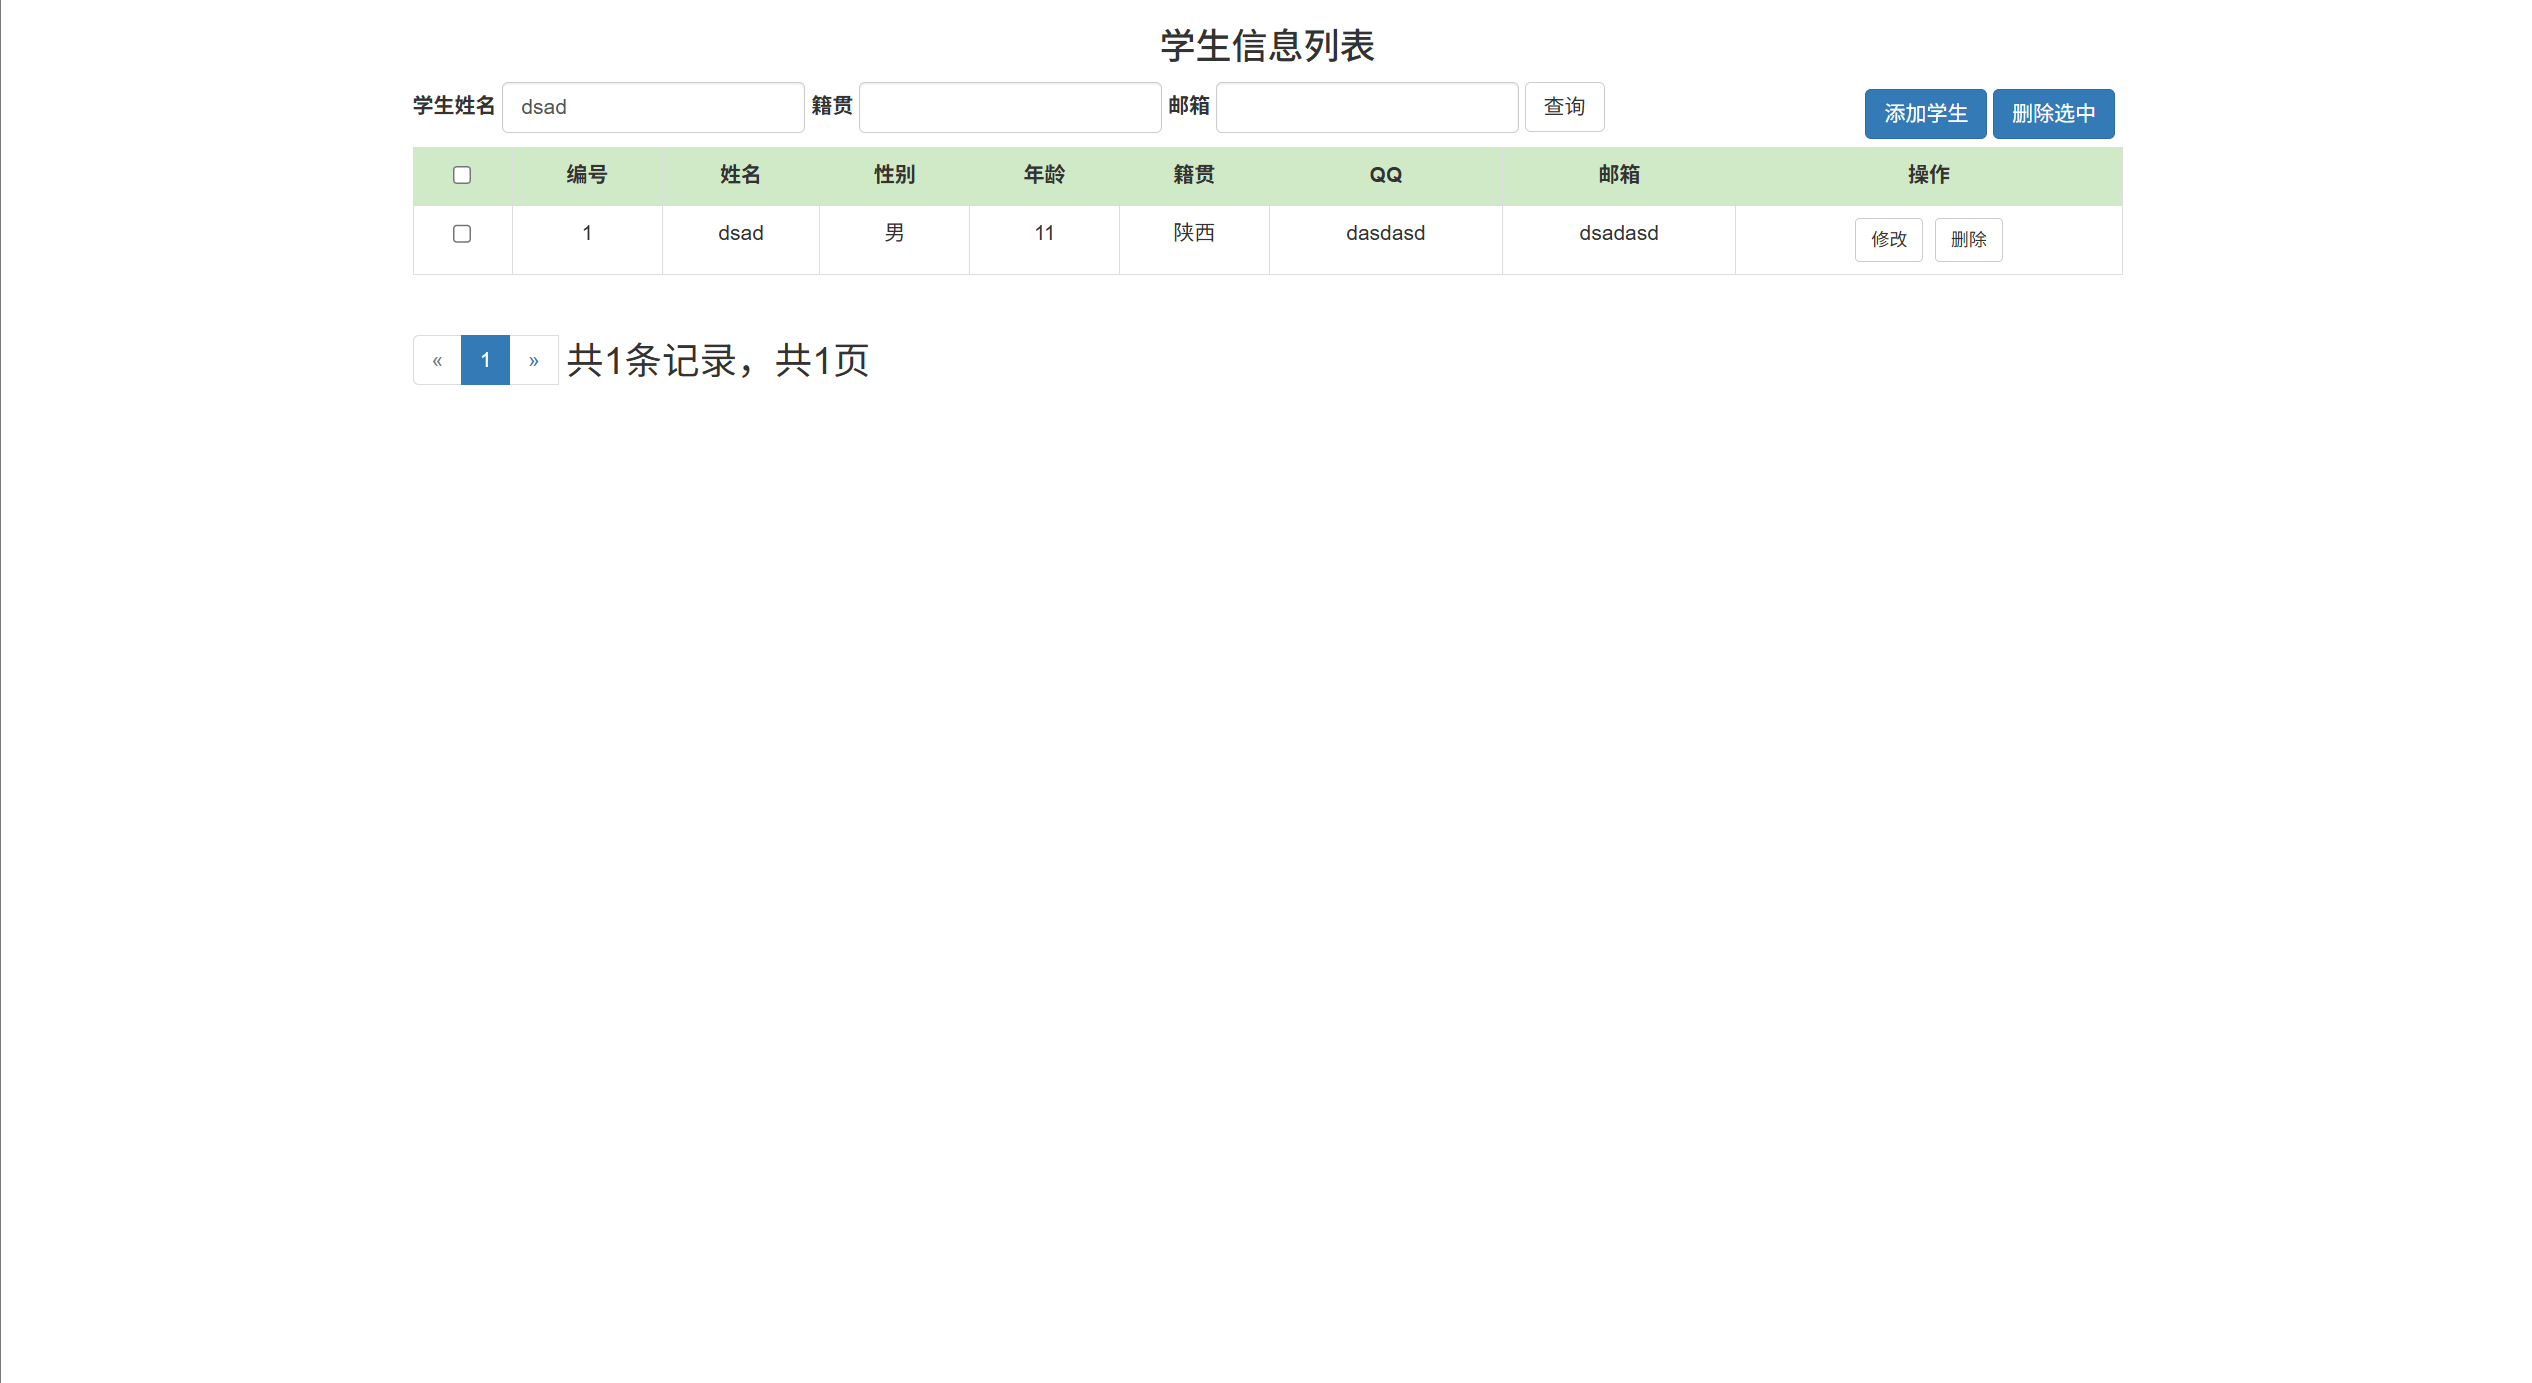 学生信息列表
学生姓名 dsad 籍贯 邮箱 查询 添加学生 删除选中
编号 姓名 性别 年龄 籍贯 QQ 邮箱 操作
1 dsad 男 11 陕西 dasdasd dsadasd 修改 删除
« 1 » 共1条记录，共1页